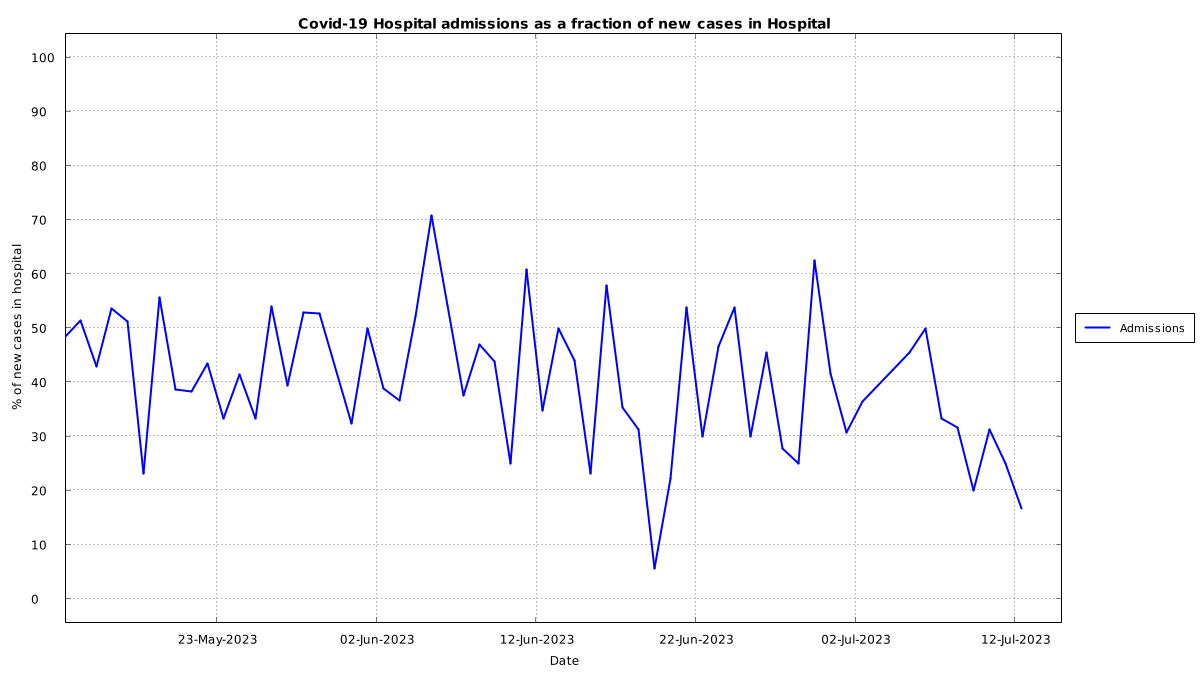 Covid-19 Hospital admissions as a fraction of new cases in Hospital
100
90
80
70
60
50
40
30
20
10
0
% of new cases in hospital
23-May-2023
02-Jun-2023
12-Jun-2023
22-Jun-2023
02-Jul-2023
12-Jul-2023
Date
Admissions